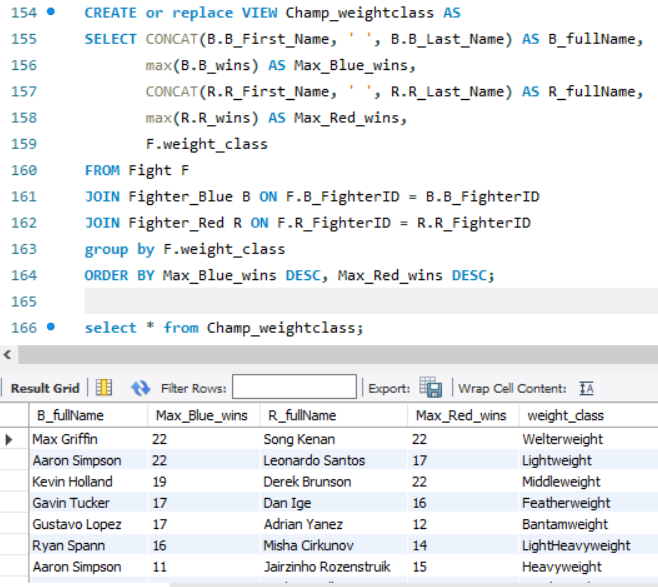 154 CREATE or replace VIEW Champ_weightclass AS
155 SELECT CONCAT(B.B_First_Name, ' ', B.B_Last_Name) AS B_fullName,
156 max(B.B_wins) AS Max_Blue_wins,
157 CONCAT(R.R_First_Name, ' ', R.R_Last_Name) AS R_fullName,
158 max(R.R_wins) AS Max_Red_wins,
159 F.weight_class
160 FROM Fight F
161 JOIN Fighter_Blue B ON F.B_FighterID = B.B_FighterID
162 JOIN Fighter_Red R ON F.R_FighterID = R.R_FighterID
163 group by F.weight_class
164 ORDER BY Max_Blue_wins DESC, Max_Red_wins DESC;
165
166 select * from Champ_weightclass;
Result Grid Filter Rows: Export: Wrap Cell Content:
B_fullName Max_Blue_wins R_fullName Max_Red_wins weight_class
Max Griffin 22 Song Kenan 22 Welterweight
Aaron Simpson 22 Leonardo Santos 17 Lightweight
Kevin Holland 19 Derek Brunson 22 Middleweight
Gavin Tucker 17 Dan Ige 16 Featherweight
Gustavo Lopez 17 Adrian Yanez 12 Bantamweight
Ryan Spann 16 Misha Cirkunov 14 LightHeavyweight
Aaron Simpson 11 Jairzinho Rozenstruik 15 Heavyweight